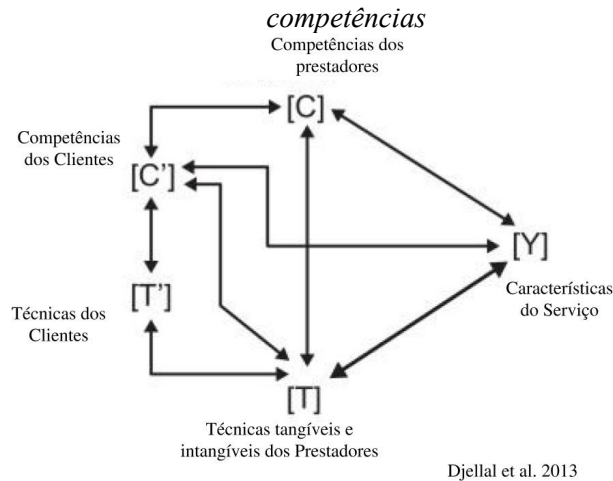 competências
Competências dos
prestadores
[C]
Competências
dos Clientes
[C']
[Y]
Características
do Serviço
[T']
Técnicas dos
Clientes
[T]
Técnicas tangíveis e
intangíveis dos Prestadores
Djellal et al. 2013